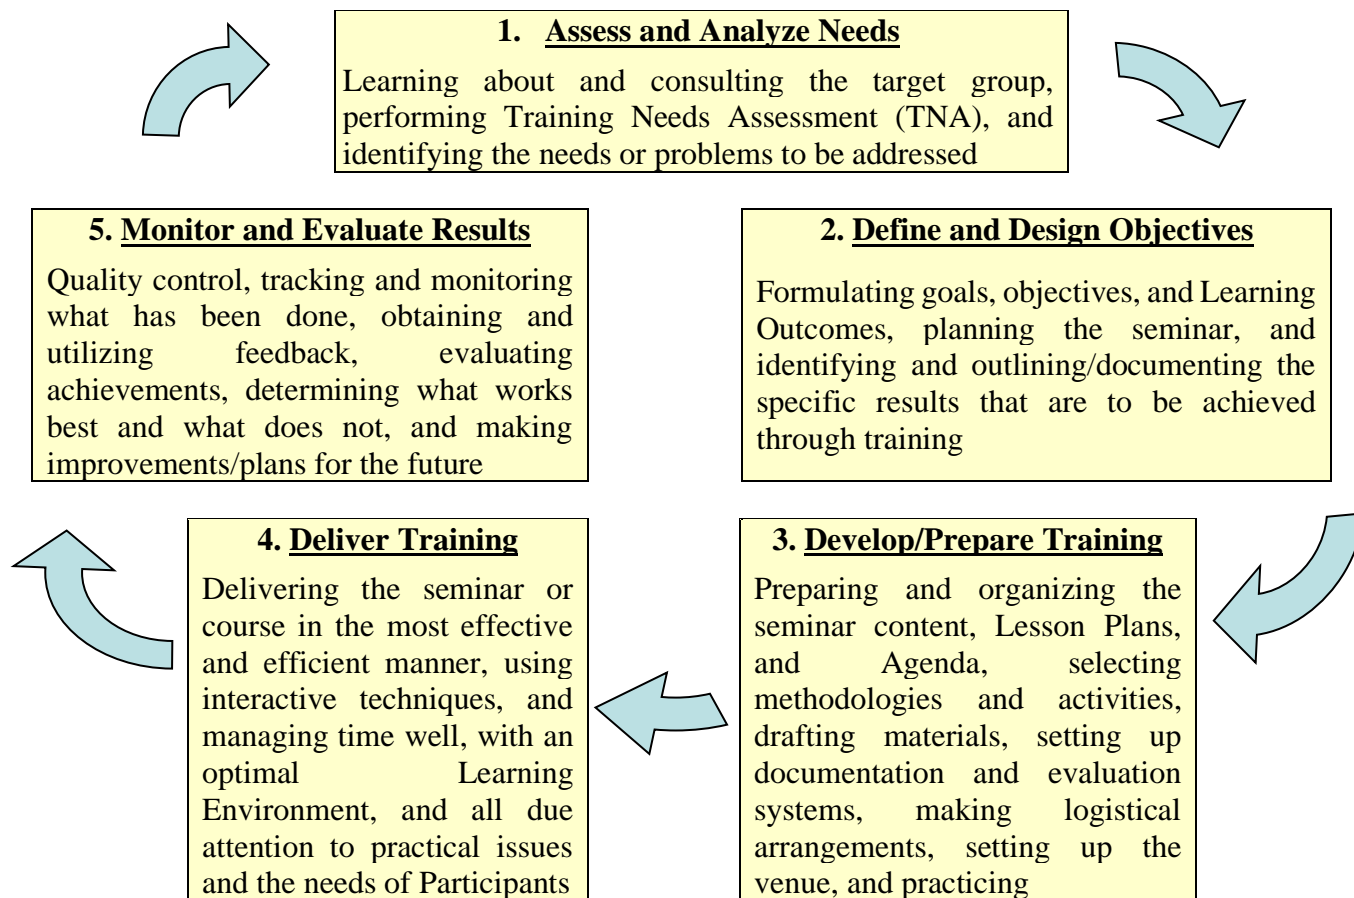 1. Assess and Analyze Needs
Learning about and consulting the target group,
performing Training Needs Assessment (TNA), and
identifying the needs or problems to be addressed
5. Monitor and Evaluate Results
Quality control, tracking and monitoring
what has been done, obtaining and
utilizing feedback, evaluating
achievements, determining what works
best and what does not, and making
improvements/plans for the future
2. Define and Design Objectives
Formulating goals, objectives, and Learning
Outcomes, planning the seminar, and
identifying and outlining/documenting the
specific results that are to be achieved
through training
4. Deliver Training
Delivering the seminar or
course in the most effective
and efficient manner, using
interactive techniques, and
managing time well, with an
optimal Learning
Environment, and all due
attention to practical issues
and the needs of Participants
3. Develop/Prepare Training
Preparing and organizing the
seminar content, Lesson Plans,
and Agenda, selecting
methodologies and activities,
drafting materials, setting up
documentation and evaluation
systems, making logistical
arrangements, setting up the
venue, and practicing